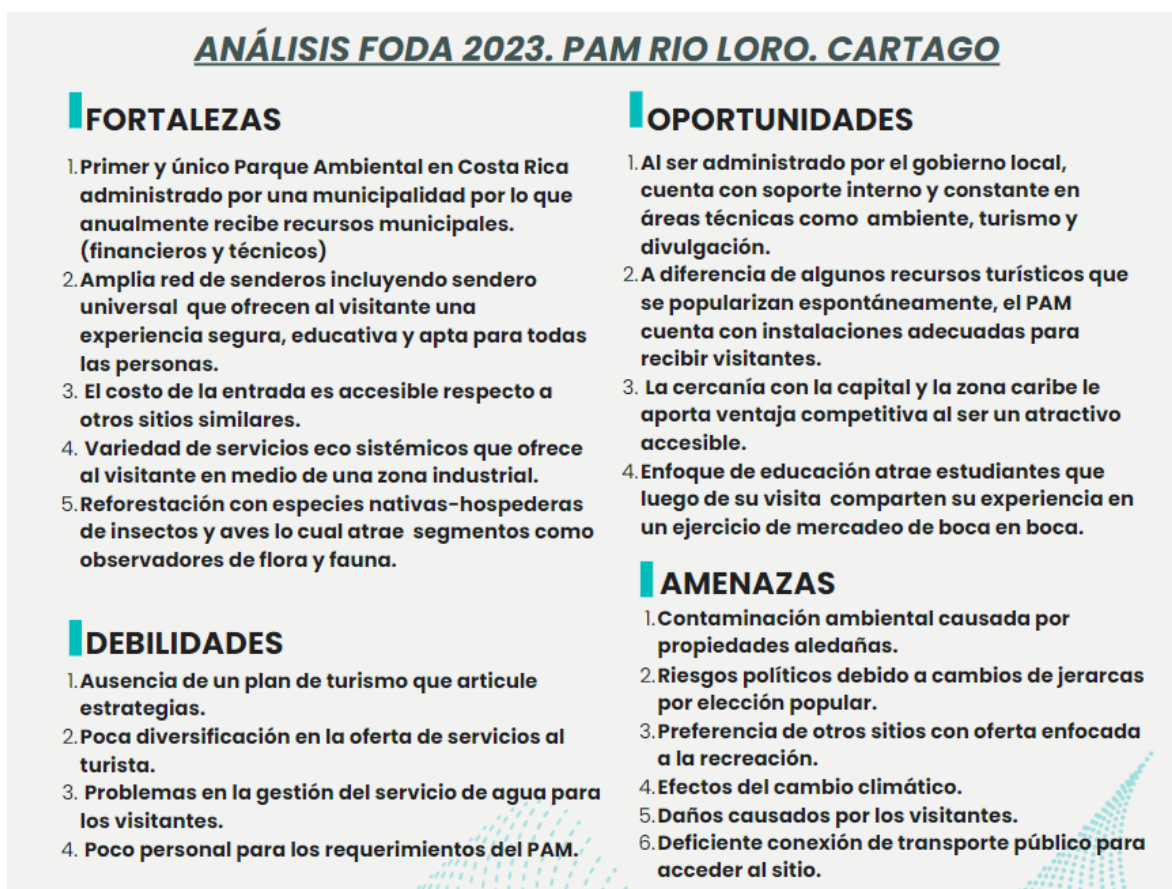 ANÁLISIS FODA 2023. PAM RIO LORO. CARTAGO
FORTALEZAS
1. Primer y único Parque Ambiental en Costa Rica
administrado por una municipalidad por lo que
anualmente recibe recursos municipales.
(financieros y técnicos)
2. Amplia red de senderos incluyendo sendero
universal que ofrecen al visitante una
experiencia segura, educativa y apta para todas
las personas.
3. El costo de la entrada es accesible respecto a
otros sitios similares.
4. Variedad de servicios eco sistémicos que ofrece
al visitante en medio de una zona industrial.
5. Reforestación con especies nativas-hospederas
de insectos y aves lo cual atrae segmentos como
observadores de flora y fauna.
DEBILIDADES
1. Ausencia de un plan de turismo que articule
estrategias.
2. Poca diversificación en la oferta de servicios al
turista.
3. Problemas en la gestión del servicio de agua para
los visitantes.
4. Poco personal para los requerimientos del PAM.
OPORTUNIDADES
1. Al ser administrado por el gobierno local,
cuenta con soporte interno y constante en
áreas técnicas como ambiente, turismo y
divulgación.
2. A diferencia de algunos recursos turísticos que
se popularizan espontáneamente, el PAM
cuenta con instalaciones adecuadas para
recibir visitantes.
3. La cercanía con la capital y la zona caribe le
aporta ventaja competitiva al ser un atractivo
accesible.
4. Enfoque de educación atrae estudiantes que
luego de su visita comparten su experiencia en
un ejercicio de mercadeo de boca en boca.
AMENAZAS
1. Contaminación ambiental causada por
propiedades aledañas.
2. Riesgos políticos debido a cambios de jerarcas
por elección popular.
3. Preferencia de otros sitios con oferta enfocada
a la recreación.
4. Efectos del cambio climático.
5. Daños causados por los visitantes.
6. Deficiente conexión de transporte público para
acceder al sitio.